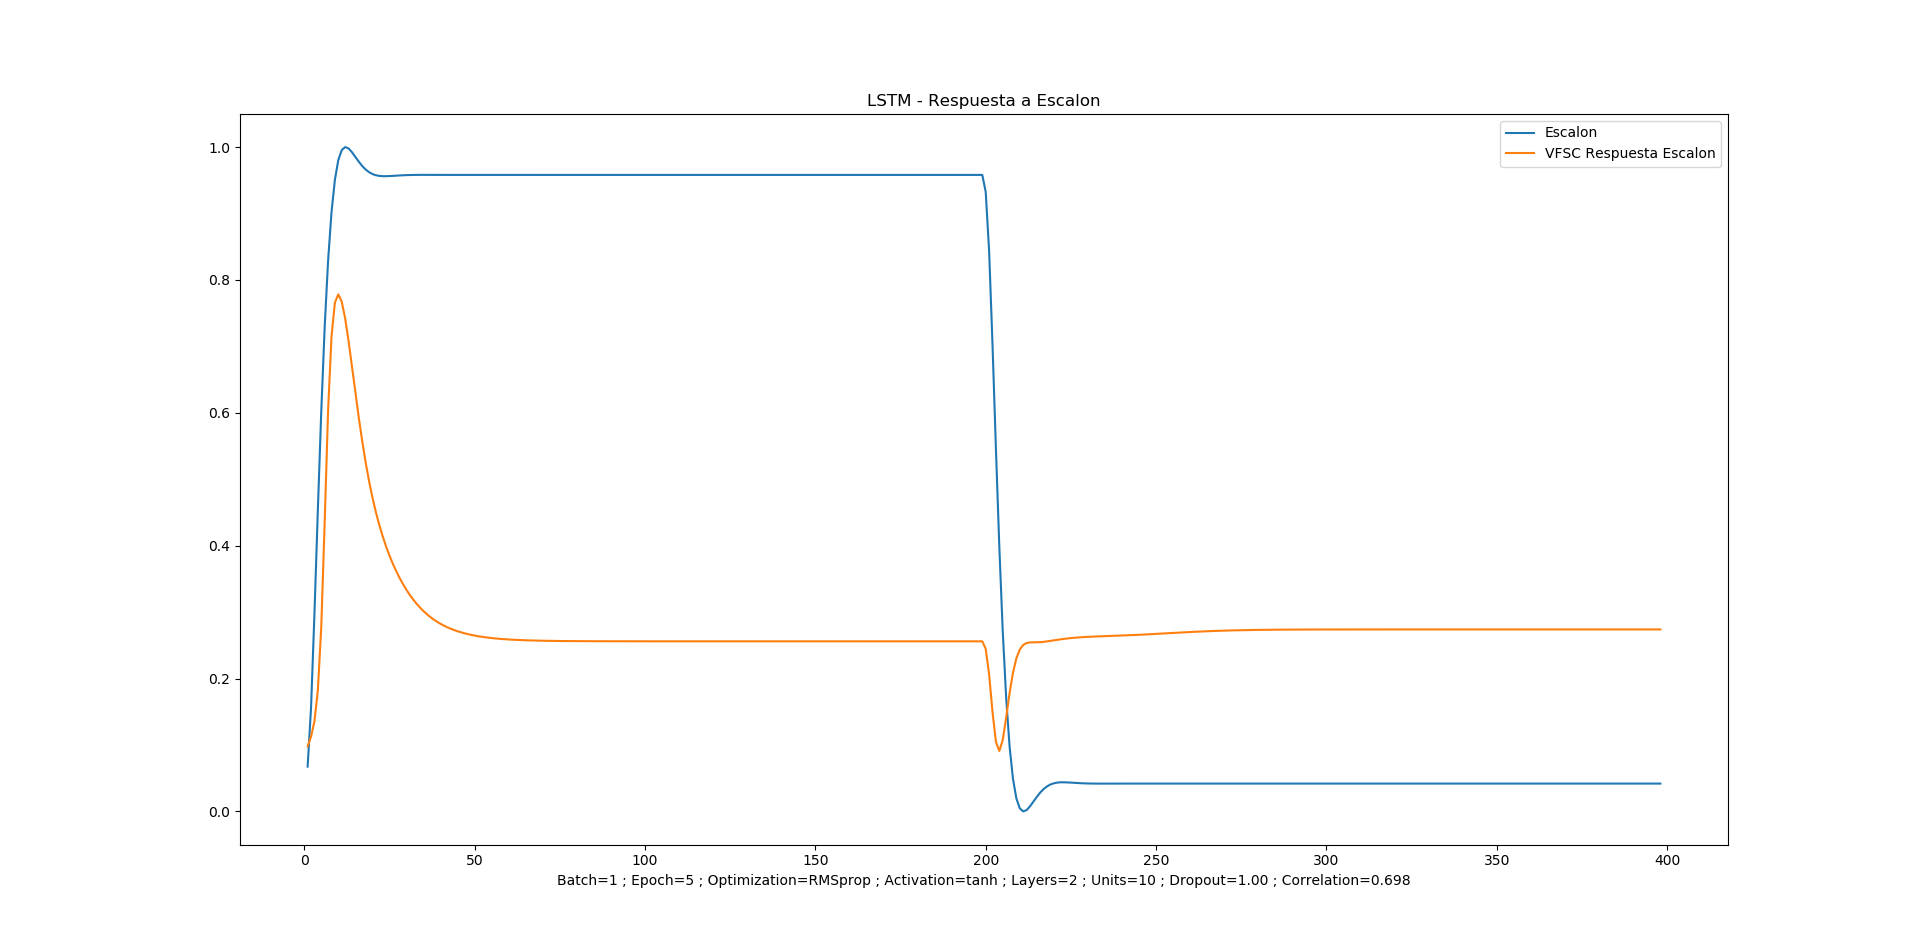 LSTM - Respuesta a Escalon
Escalon
VFSC Respuesta Escalon
1.0
0.8
0.6
0.4
0.2
0.0
0 50 100 150 200 250 300 350 400
Batch=1 ; Epoch=5 ; Optimization=RMSprop ; Activation=tanh ; Layers=2 ; Units=10 ; Dropout=1.00 ; Correlation=0.698